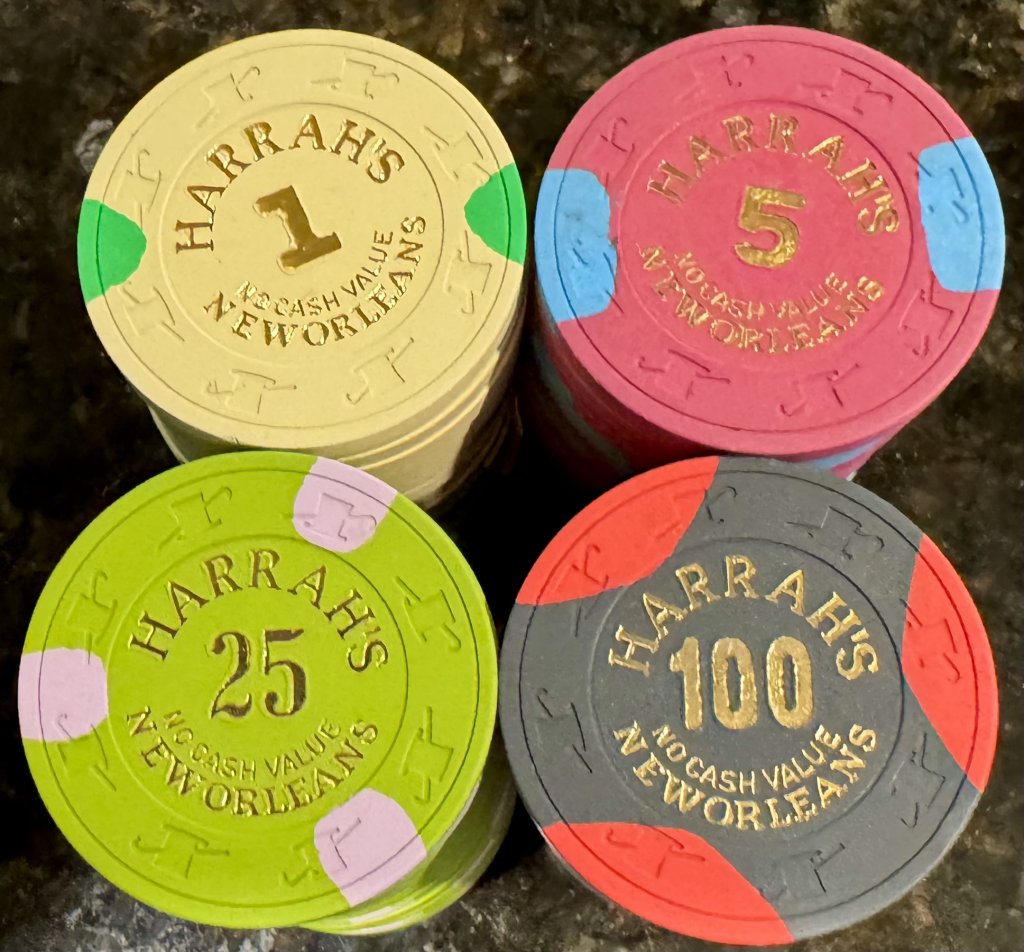 HARRAH'S
1
NO CASH VALUE
NEW ORLEANS
HARRAH'S
5
NO CASH VALUE
NEW ORLEANS
HARRAH'S
25
NO CASH VALUE
NEW ORLEANS
HARRAH'S
100
NO CASH VALUE
NEW ORLEANS